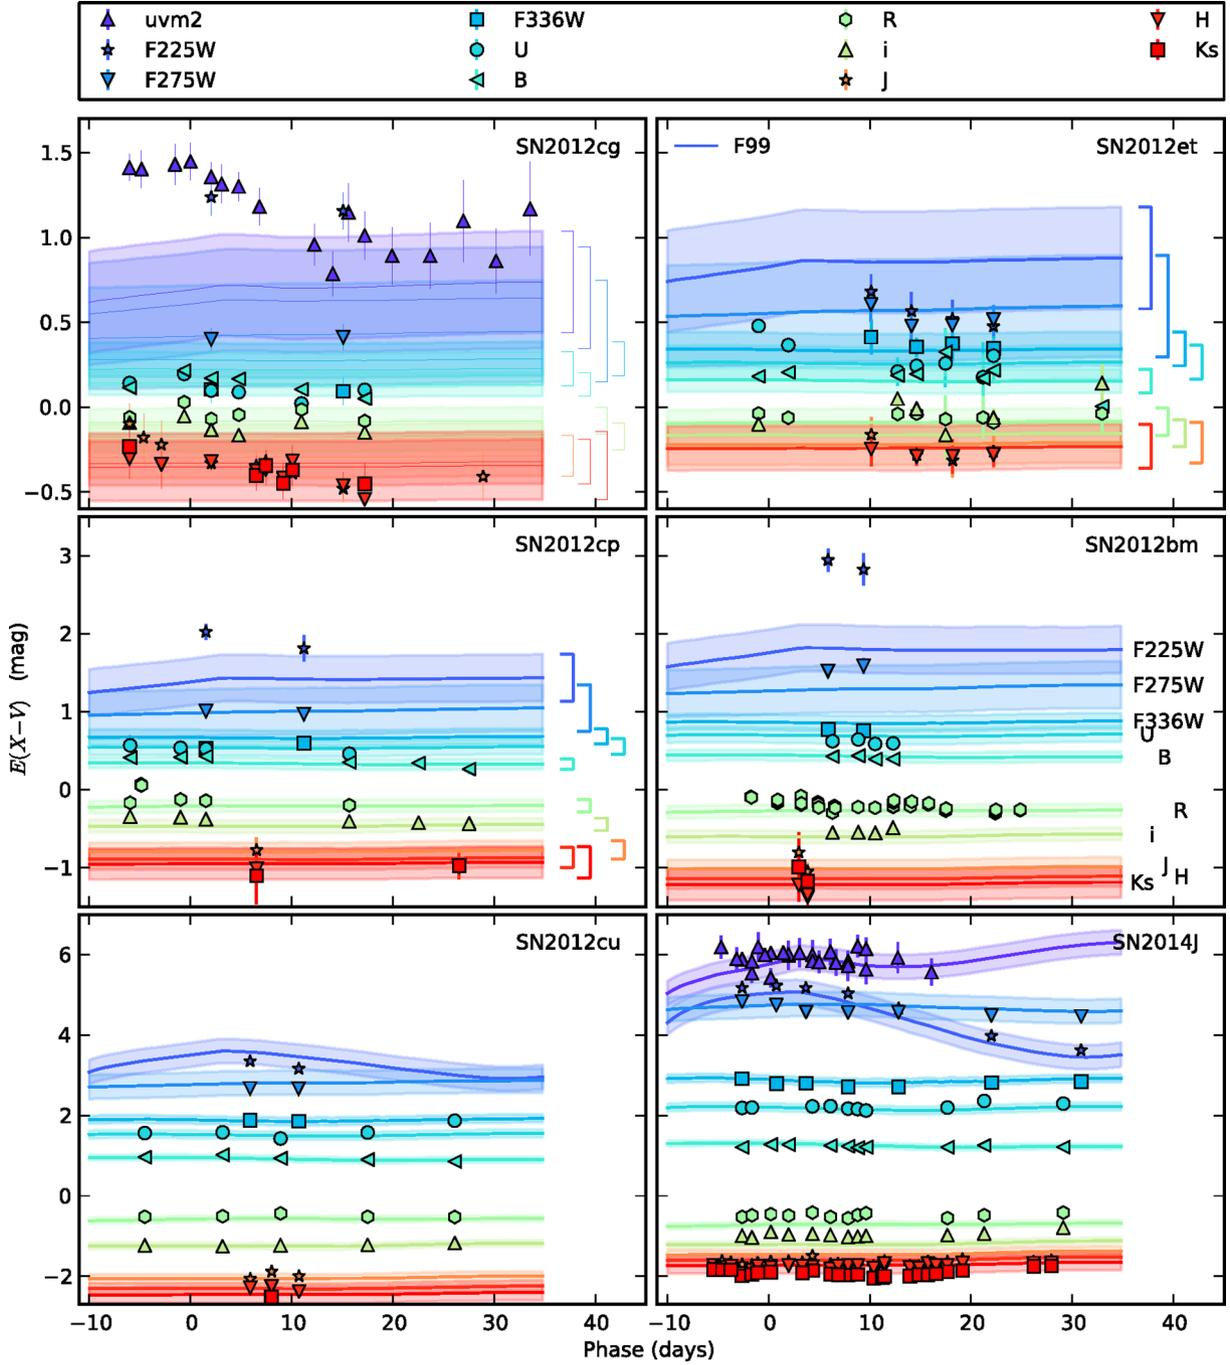 uvm2 F336W R H
F225W U i Ks
F275W B J
SN2012cg
1.5
1.0
0.5
0.0
−0.5
F99 SN2012et
SN2012cp
3
2
1
0
−1
E(X−V) (mag)
SN2012bm
F225W
F275W
F336W
U
B
R
i
J
H
Ks
SN2012cu
6
4
2
0
−2
−10 0 10 20 30 40
SN2014J
−10 0 10 20 30 40
Phase (days)